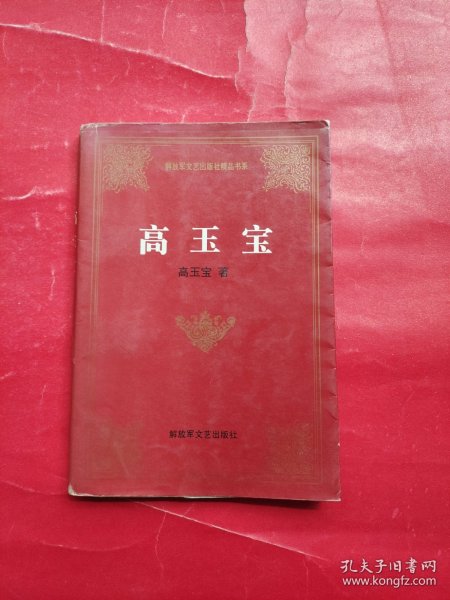 解放军文艺出版社精品书系
高玉宝
高玉宝 著
解放军文艺出版社
孔夫子旧书网
www.kongfz.com